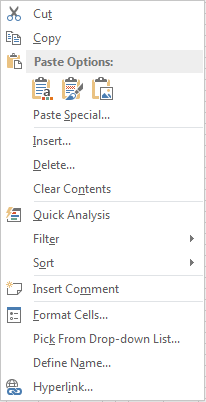 Cut
Copy
Paste Options:
a
Paste Special...
Insert...
Delete...
Clear Contents
Quick Analysis
Filter
Sort
Insert Comment
Format Cells...
Pick From Drop-down List...
Define Name...
Hyperlink...